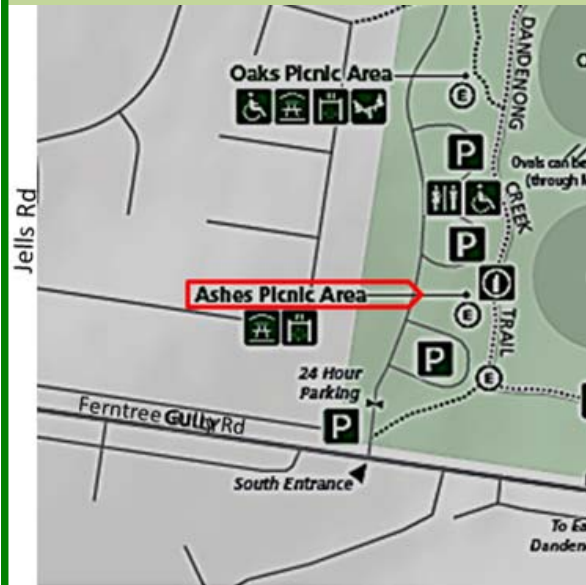 Oaks Picnic Area
E
P
DANDENONG
CREEK
TRAIL
Ovals can be
(through
P
Jells Rd
Ashes Picnic Area
E
24 Hour
Parking
P
E
Ferntree GULLY Rd
P
South Entrance
To Ea
Danden